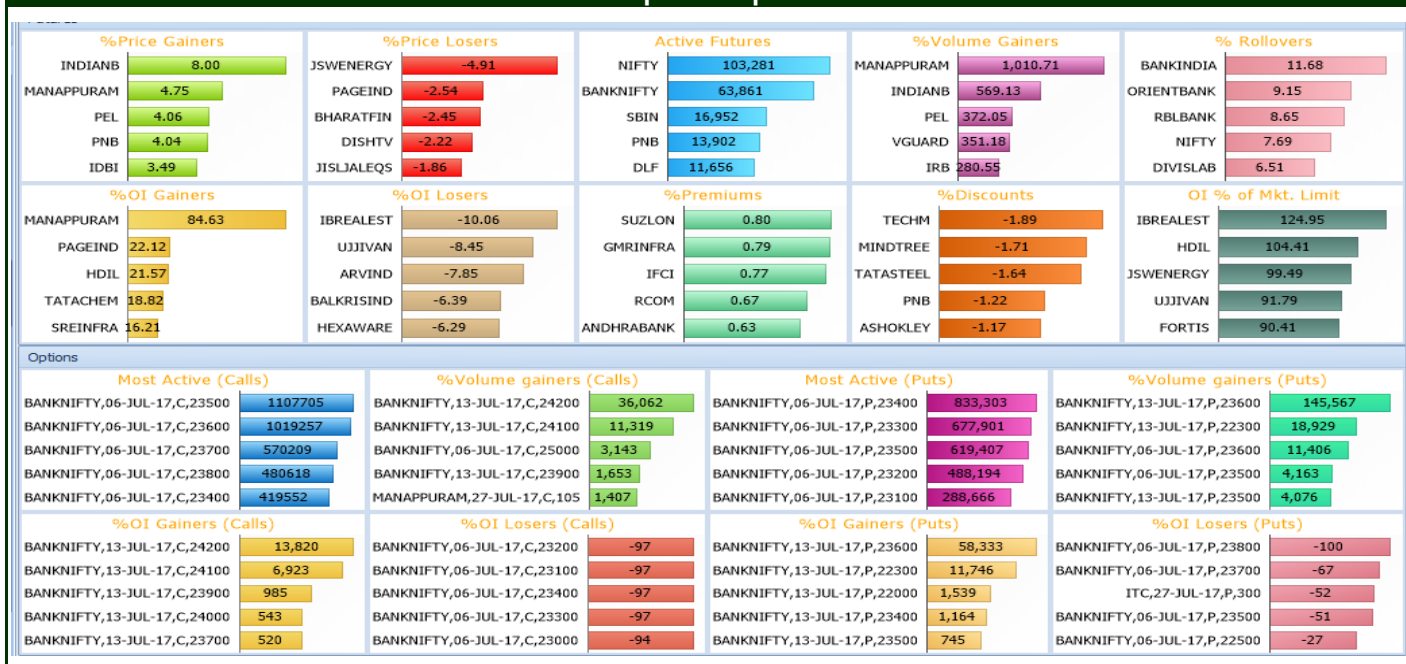 %Price Gainers
INDIANB 8.00
MANAPPURAM 4.75
PEL 4.06
PNB 4.04
IDBI 3.49
%Price Losers
JSWENERGY -4.91
PAGEIND -2.54
BHARATFIN -2.45
DISHTV -2.22
JISLJALEQS -1.86
Active Futures
NIFTY 103,281
BANKNIFTY 63,861
SBIN 16,952
PNB 13,902
DLF 11,656
%Volume Gainers
MANAPPURAM 1,010.71
INDIANB 569.13
PEL 372.05
VGUARD 351.18
IRB 280.55
% Rollovers
BANKINDIA 11.68
ORIENTBANK 9.15
RBLBANK 8.65
NIFTY 7.69
DIVISLAB 6.51
%OI Gainers
MANAPPURAM 84.63
PAGEIND 22.12
HDIL 21.57
TATACHEM 18.82
SREINFRA 16.21
%OI Losers
IBREALEST -10.06
UJJIVAN -8.45
ARVIND -7.85
BALKRISIND -6.39
HEXAWARE -6.29
%Premiums
SUZLON 0.80
GMRINFRA 0.79
IFCI 0.77
RCOM 0.67
ANDHRABANK 0.63
%Discounts
TECHM -1.89
MINDTREE -1.71
TATASTEEL -1.64
PNB -1.22
ASHOKLEY -1.17
OI % of Mkt. Limit
IBREALEST 124.95
HDIL 104.41
JSWENERGY 99.49
UJJIVAN 91.79
FORTIS 90.41
Options
Most Active (Calls)
BANKNIFTY,06-JUL-17,C,23500 1107705
BANKNIFTY,06-JUL-17,C,23600 1019257
BANKNIFTY,06-JUL-17,C,23700 570209
BANKNIFTY,06-JUL-17,C,23800 480618
BANKNIFTY,06-JUL-17,C,23400 419552
%Volume gainers (Calls)
BANKNIFTY,13-JUL-17,C,24200 36,062
BANKNIFTY,13-JUL-17,C,24100 11,319
BANKNIFTY,06-JUL-17,C,25000 3,143
BANKNIFTY,13-JUL-17,C,23900 1,653
MANAPPURAM,27-JUL-17,C,105 1,407
Most Active (Puts)
BANKNIFTY,06-JUL-17,P,23400 833,303
BANKNIFTY,06-JUL-17,P,23300 677,901
BANKNIFTY,06-JUL-17,P,23500 619,407
BANKNIFTY,06-JUL-17,P,23200 488,194
BANKNIFTY,06-JUL-17,P,23100 288,666
%Volume gainers (Puts)
BANKNIFTY,13-JUL-17,P,23600 145,567
BANKNIFTY,13-JUL-17,P,22300 18,929
BANKNIFTY,06-JUL-17,P,23600 11,406
BANKNIFTY,06-JUL-17,P,23500 4,163
BANKNIFTY,13-JUL-17,P,23500 4,076
%OI Gainers (Calls)
BANKNIFTY,13-JUL-17,C,24200 13,820
BANKNIFTY,13-JUL-17,C,24100 6,923
BANKNIFTY,13-JUL-17,C,23900 985
BANKNIFTY,13-JUL-17,C,24000 543
BANKNIFTY,13-JUL-17,C,23700 520
%OI Losers (Calls)
BANKNIFTY,06-JUL-17,C,23200 -97
BANKNIFTY,06-JUL-17,C,23100 -97
BANKNIFTY,06-JUL-17,C,23400 -97
BANKNIFTY,06-JUL-17,C,23300 -97
BANKNIFTY,06-JUL-17,C,23000 -94
%OI Gainers (Puts)
BANKNIFTY,13-JUL-17,P,23600 58,333
BANKNIFTY,13-JUL-17,P,22300 11,746
BANKNIFTY,13-JUL-17,P,22000 1,539
BANKNIFTY,13-JUL-17,P,23400 1,164
BANKNIFTY,13-JUL-17,P,23500 745
%OI Losers (Puts)
BANKNIFTY,06-JUL-17,P,23800 -100
BANKNIFTY,06-JUL-17,P,23700 -67
ITC,27-JUL-17,P,300 -52
BANKNIFTY,06-JUL-17,P,23500 -51
BANKNIFTY,06-JUL-17,P,22500 -27